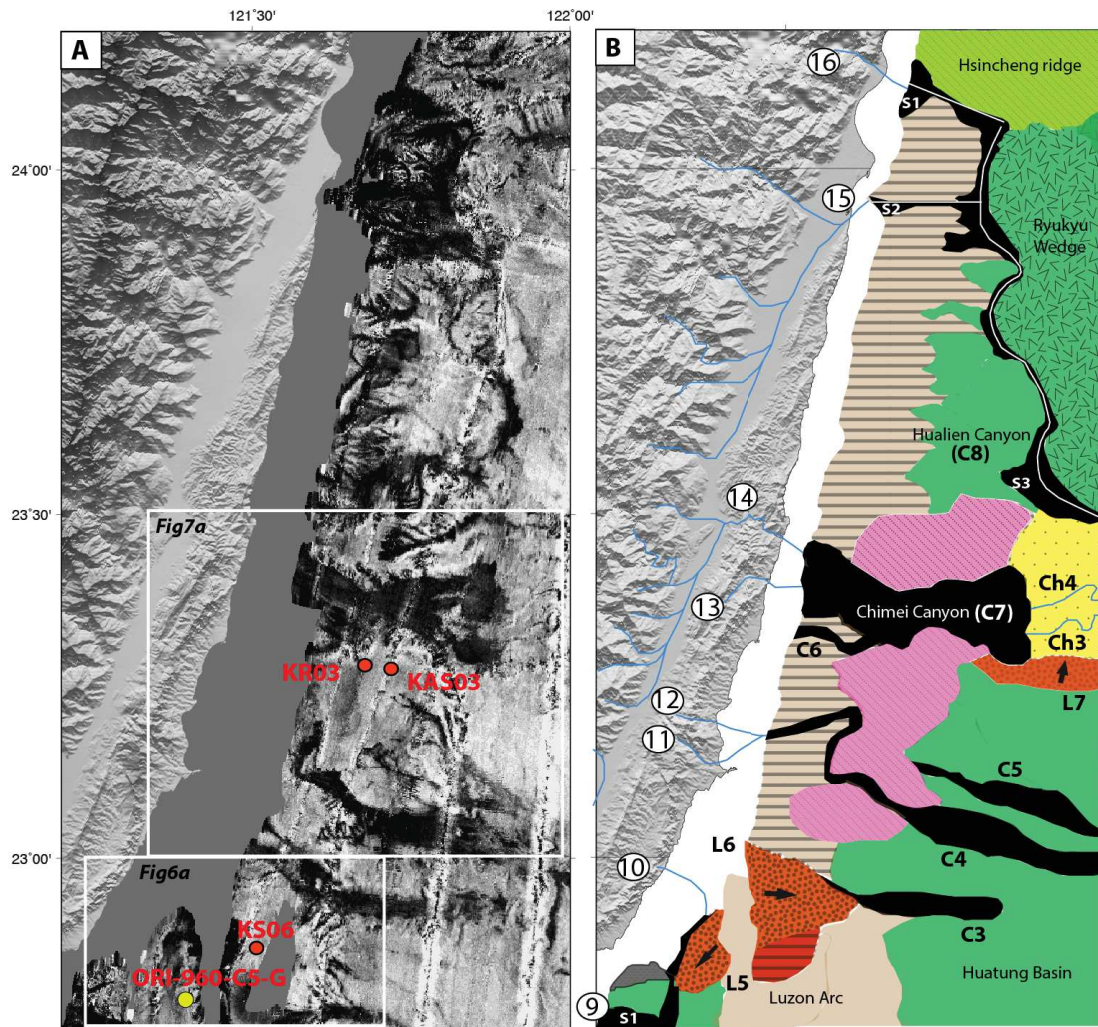 121˚30'
122˚00'
A
24˚00'
23˚30'
Fig7a
KR03
KAS03
23˚00'
Fig6a
KS06
ORI-960-C5-G
B
16
Hsincheng ridge
S1
15
S2
Ryukyu
Wedge
Hualien Canyon
(C8)
S3
14
Ch4
Chimei Canyon (C7)
13
Ch3
C6
L7
12
11
C5
L6
C4
10
C3
L5
Huatung Basin
Luzon Arc
9
S1